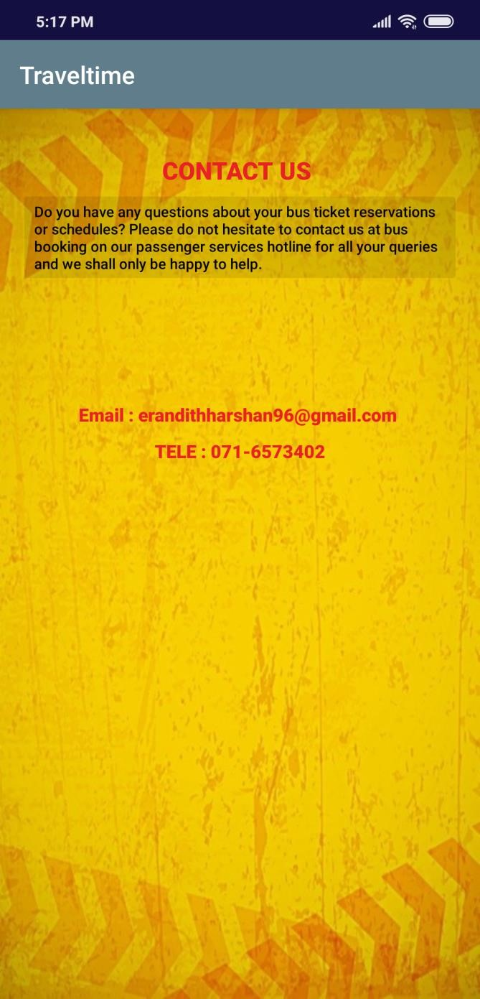 5:17 PM
Traveltime
CONTACT US
Do you have any questions about your bus ticket reservations
or schedules? Please do not hesitate to contact us at bus
booking on our passenger services hotline for all your queries
and we shall only be happy to help.
Email : erandithharshan96@gmail.com
TELE : 071-6573402